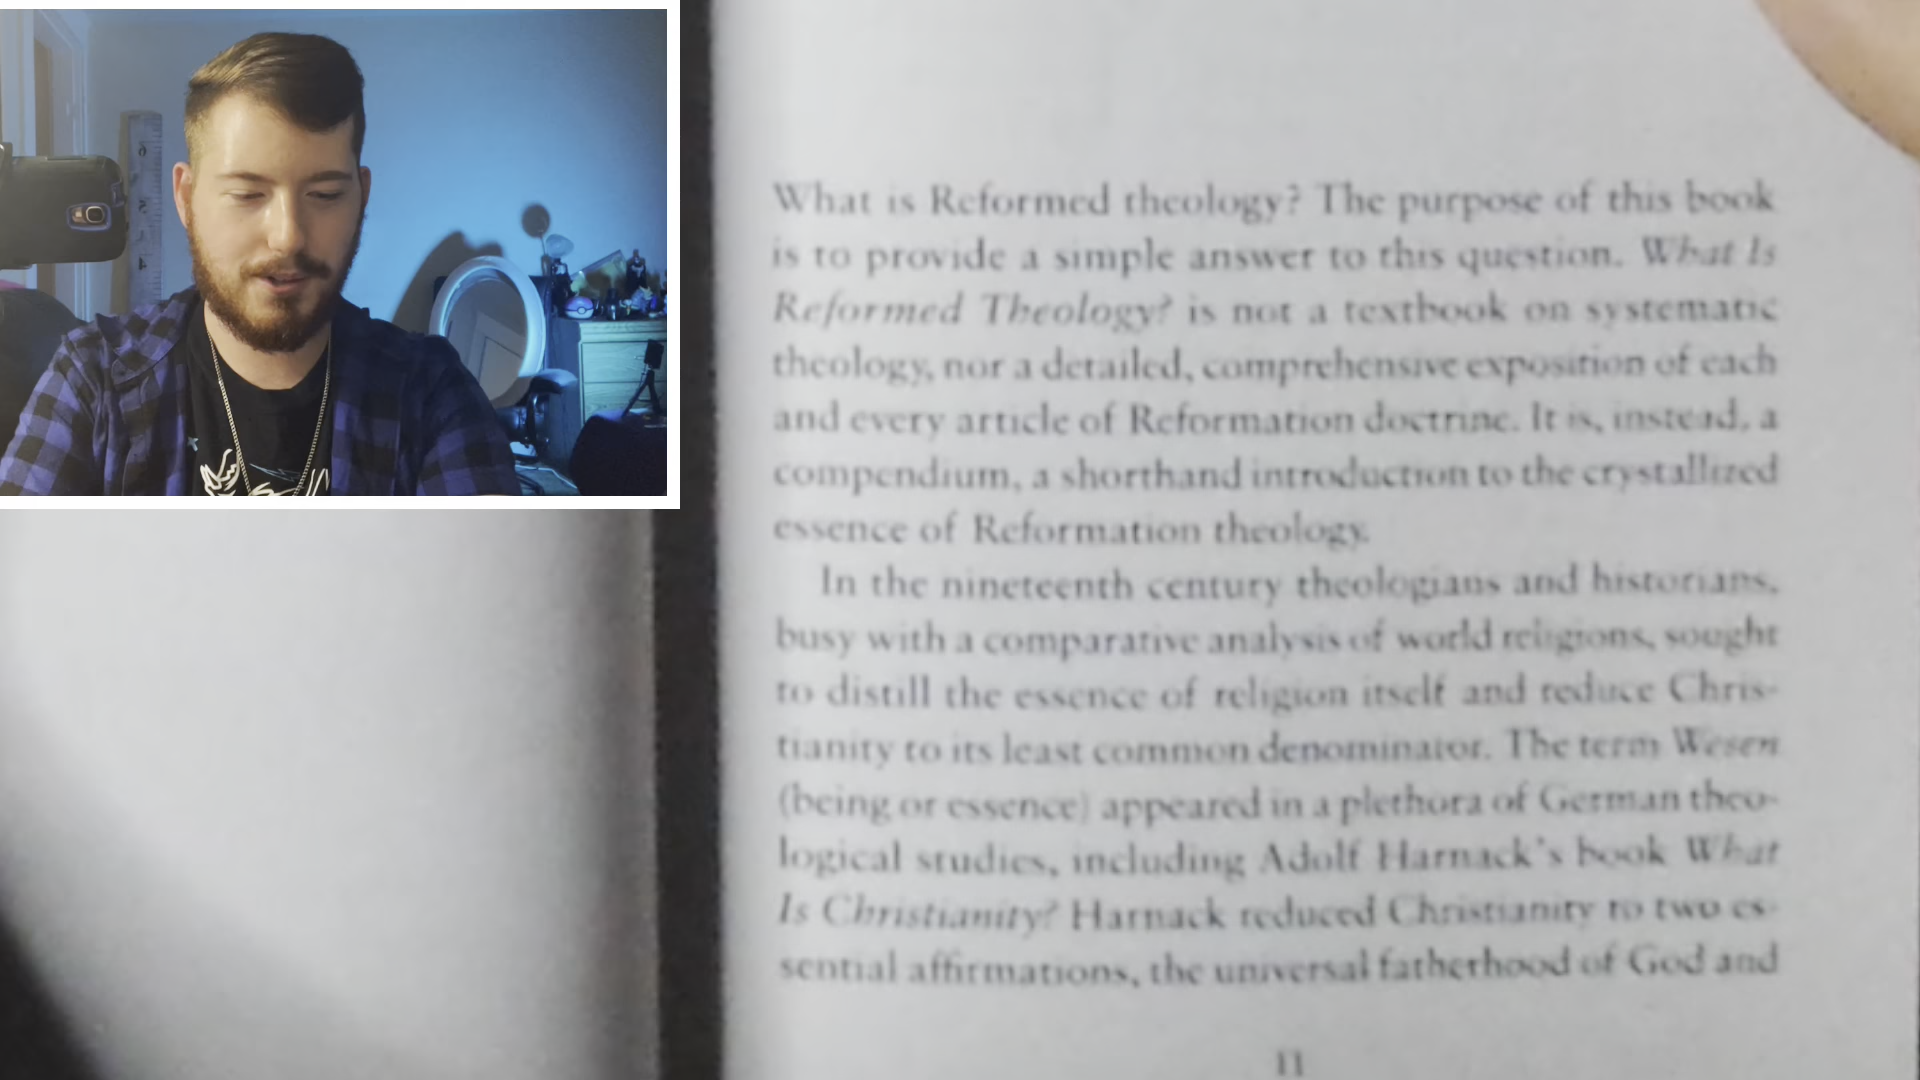 What is Reformed theology? The purpose of this book
is to provide a simple answer to this question. What Is
Reformed Theology? is not a textbook on systematic
theology, nor a detailed, comprehensive exposition of each
and every article of Reformation doctrine. It is, instead, a
compendium, a shorthand introduction to the crystallized
essence of Reformation theology.
In the nineteenth century theologians and historians,
busy with a comparative analysis of world religions, sought
to distill the essence of religion itself and reduce Chris-
tianity to its least common denominator. The term Wesen
(being or essence) appeared in a plethora of German theo-
logical studies, including Adolf Harnack's book What
Is Christianity? Harnack reduced Christianity to two es-
sential affirmations, the universal fatherhood of God and
11